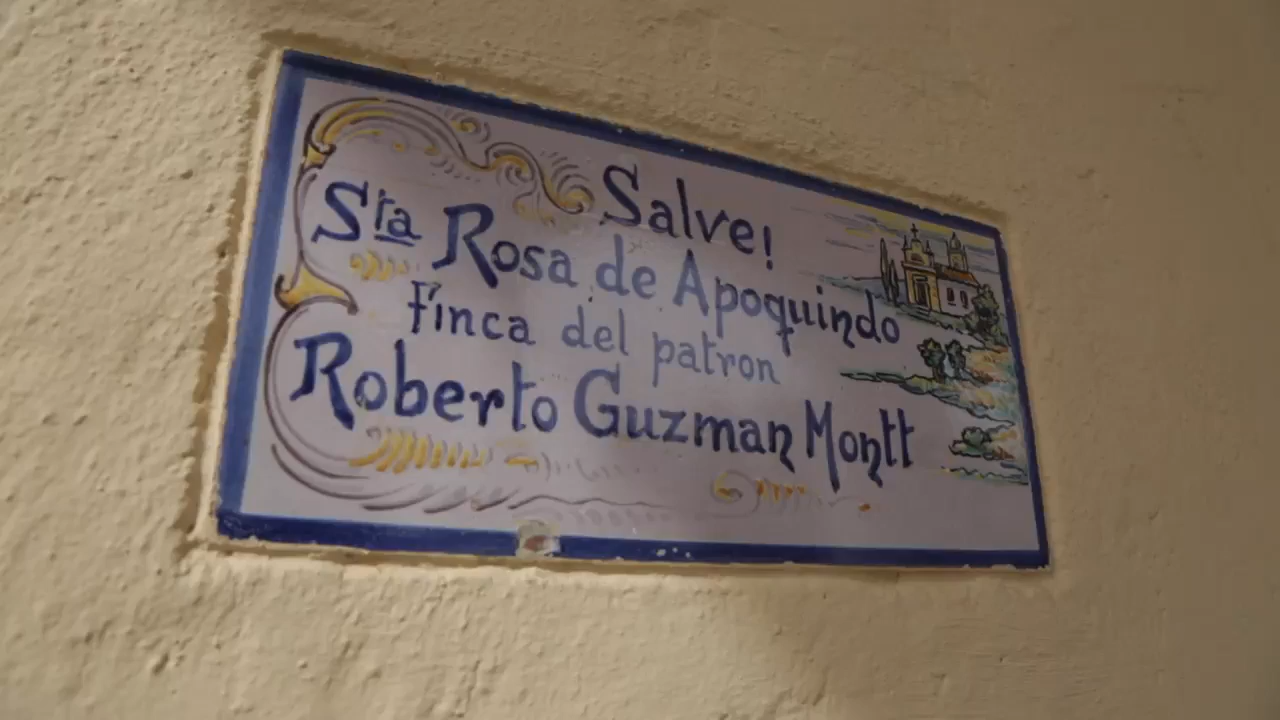 Salve!
Sta Rosa de Apoquindo
Finca del patron
Roberto Guzman Montt